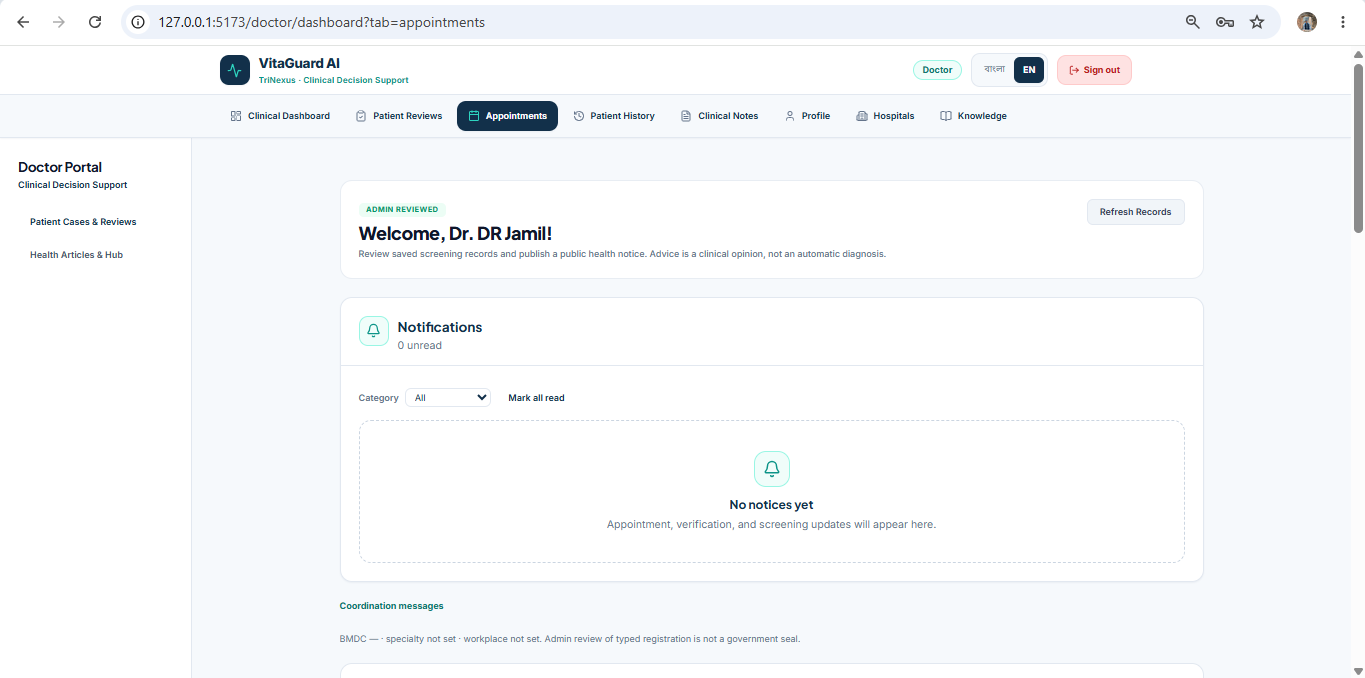 127.0.0.1:5173/doctor/dashboard?tab=appointments
VitaGuard AI
TriNexus · Clinical Decision Support
Doctor
বাংলা
EN
Sign out
Clinical Dashboard
Patient Reviews
Appointments
Patient History
Clinical Notes
Profile
Hospitals
Knowledge
Doctor Portal
Clinical Decision Support
Patient Cases & Reviews
Health Articles & Hub
ADMIN REVIEWED
Refresh Records
Welcome, Dr. DR Jamil!
Review saved screening records and publish a public health notice. Advice is a clinical opinion, not an automatic diagnosis.
Notifications
0 unread
Category
All
Mark all read
No notices yet
Appointment, verification, and screening updates will appear here.
Coordination messages
BMDC — · specialty not set · workplace not set. Admin review of typed registration is not a government seal.